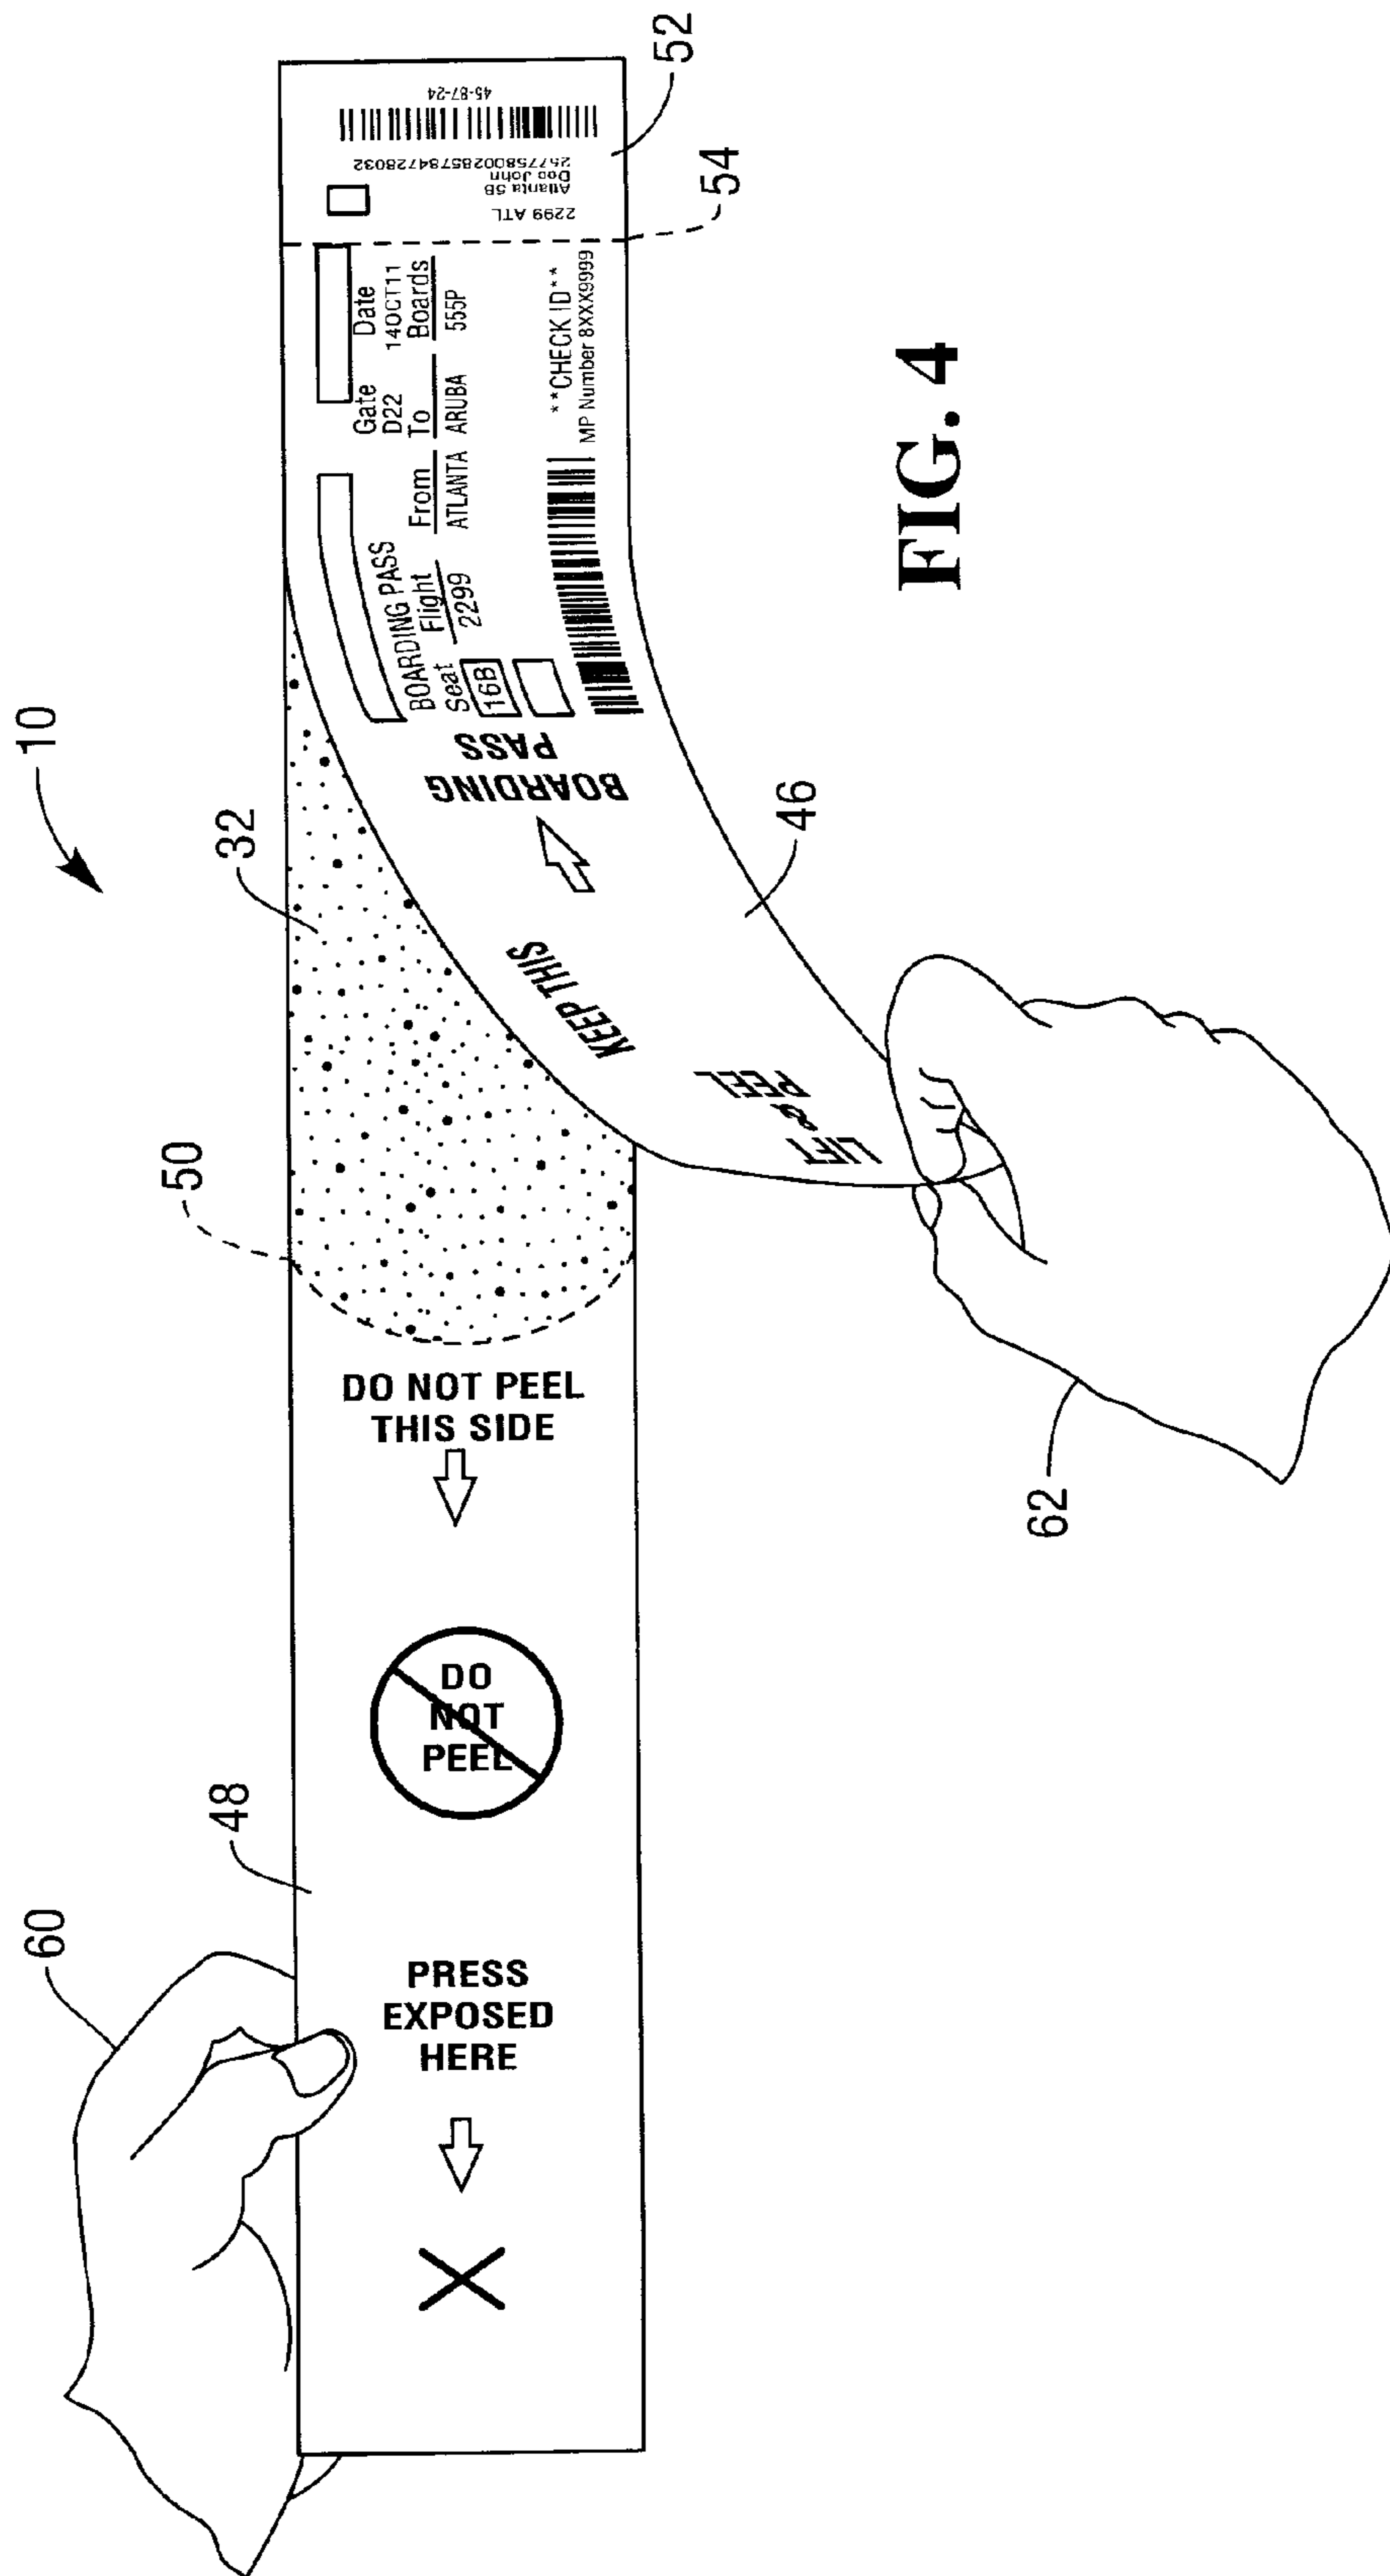 10
60
48
50
32
52
54
46
62
X
PRESS
EXPOSED
HERE
DO
NOT
PEEL
DO NOT PEEL
THIS SIDE
LIFT
&
PEEL
KEEP THIS
BOARDING
PASS
BOARDING PASS
Gate Date
D22 14OCT11
Seat Flight From To Boards
16B 2299 ATLANTA ARUBA 555P
**CHECK ID**
MP Number 8XXX9999
2299 ATL
Atlanta 5B
Doo John
25775800285784728032
45-87-24
FIG. 4